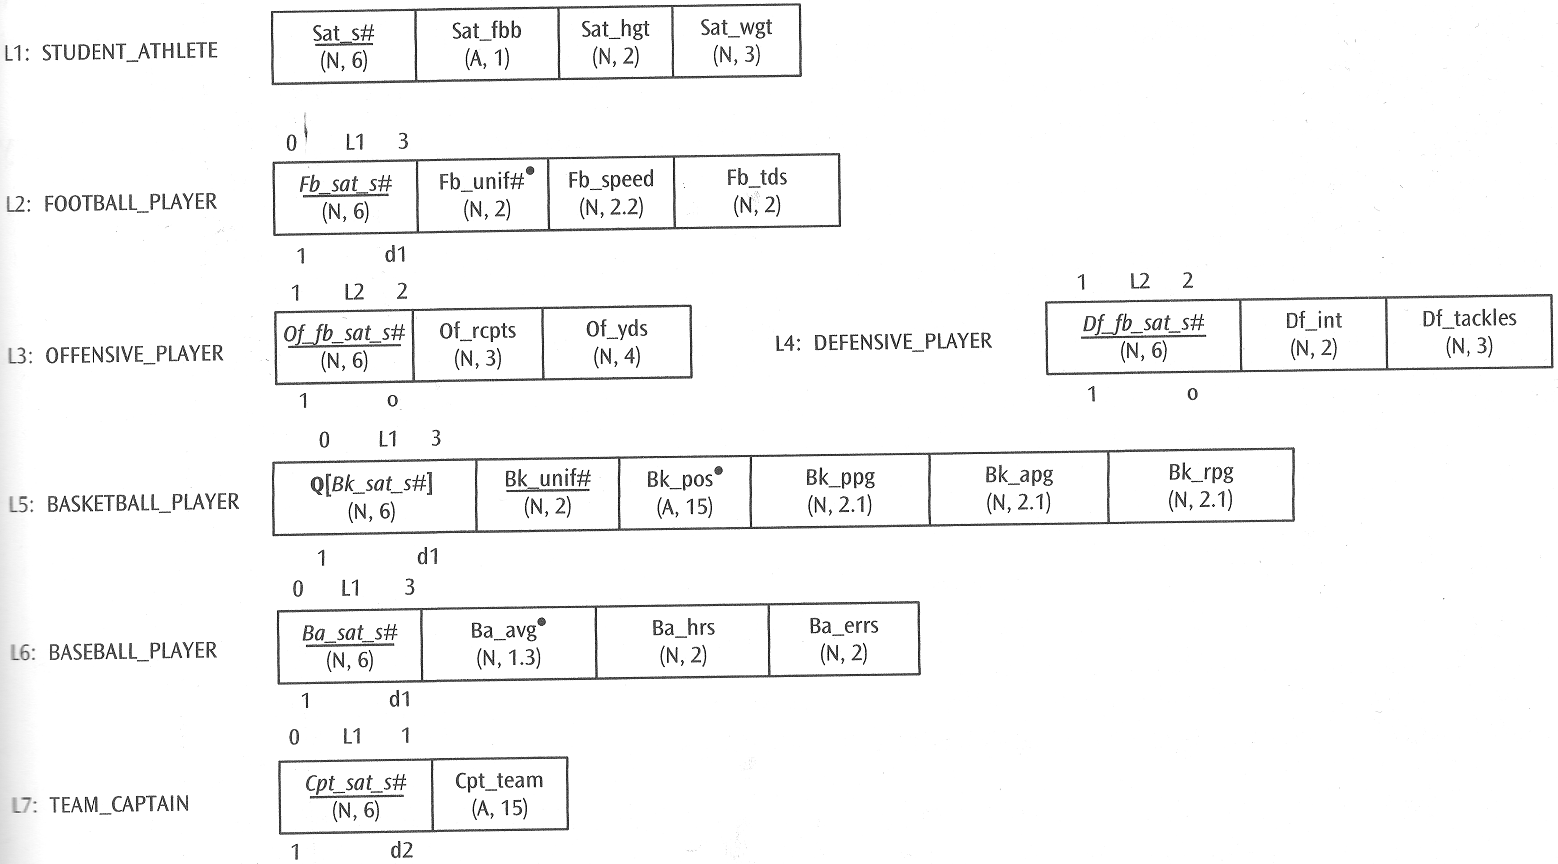 L1: STUDENT_ATHLETE
Sat_s# Sat_fbb Sat_hgt Sat_wgt
(N, 6) (A, 1) (N, 2) (N, 3)
0 L1 3
L2: FOOTBALL_PLAYER
Fb_sat_s# Fb_unif#● Fb_speed Fb_tds
(N, 6) (N, 2) (N, 2.2) (N, 2)
1 d1
1 L2 2
L3: OFFENSIVE_PLAYER
Of_fb_sat_s# Of_rcpts Of_yds
(N, 6) (N, 3) (N, 4)
1 o
1 L2 2
L4: DEFENSIVE_PLAYER
Df_fb_sat_s# Df_int Df_tackles
(N, 6) (N, 2) (N, 3)
1 o
0 L1 3
L5: BASKETBALL_PLAYER
Q[Bk_sat_s#] Bk_unif# Bk_pos● Bk_ppg Bk_apg Bk_rpg
(N, 6) (N, 2) (A, 15) (N, 2.1) (N, 2.1) (N, 2.1)
1 d1
0 L1 3
L6: BASEBALL_PLAYER
Ba_sat_s# Ba_avg● Ba_hrs Ba_errs
(N, 6) (N, 1.3) (N, 2) (N, 2)
1 d1
0 L1 1
L7: TEAM_CAPTAIN
Cpt_sat_s# Cpt_team
(N, 6) (A, 15)
1 d2